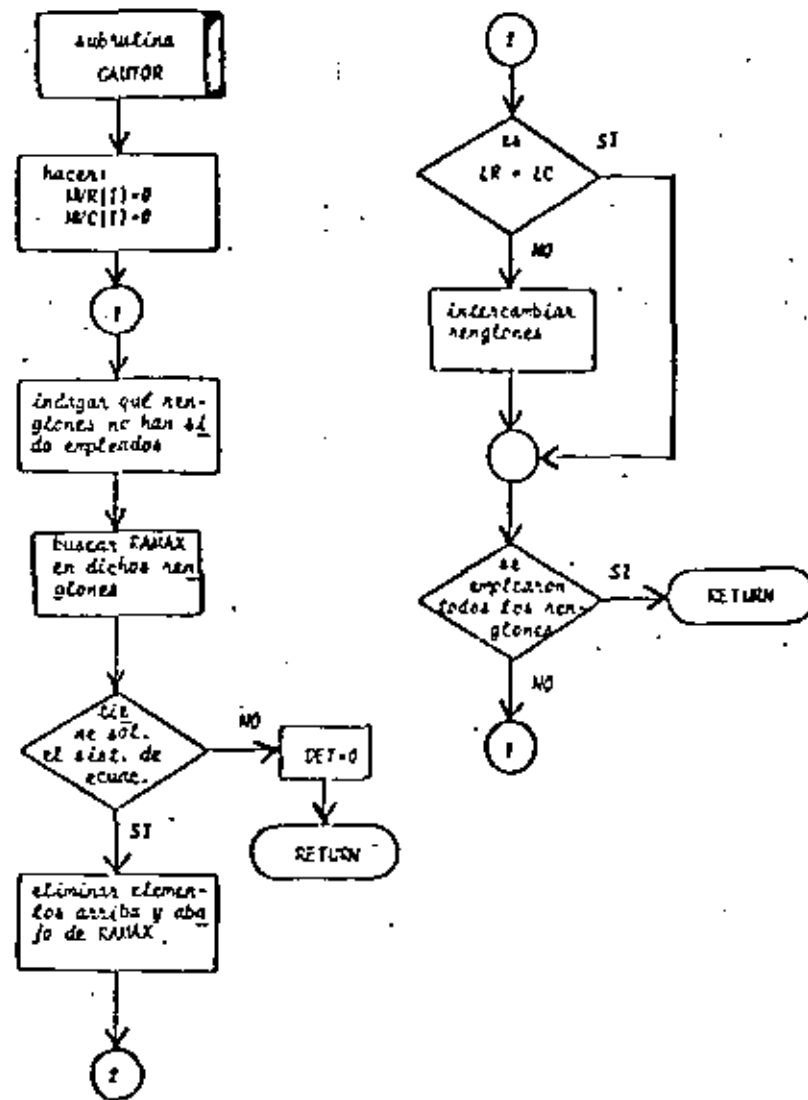 subrutina
GAUTOR
hacer:
NVR(I)=0
NVC(I)=0
1
indagar qué ren-
glones no han si
do empleados
buscar RAMAX
en dichos ren
glones
tie
ne sol.
el sist. de
ecuac.
NO
DET=0
RETURN
SI
eliminar elemen-
tos arriba y aba
jo de RAMAX
2
2
es
LR = LC
SI
NO
intercambiar
renglones
se
emplearon
todos los ren-
glones
SI
RETURN
NO
1